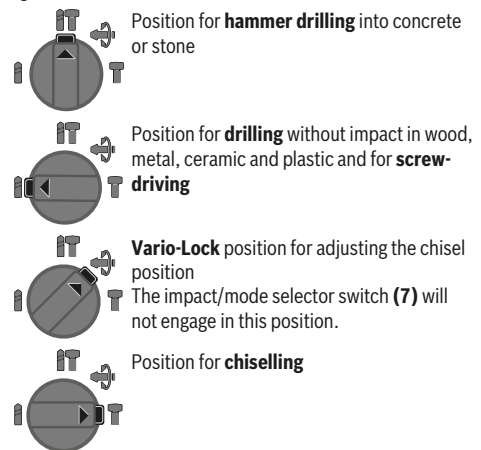 Position for hammer drilling into concrete
or stone
Position for drilling without impact in wood,
metal, ceramic and plastic and for screw-
driving
Vario-Lock position for adjusting the chisel
position
The impact/mode selector switch (7) will
not engage in this position.
Position for chiselling